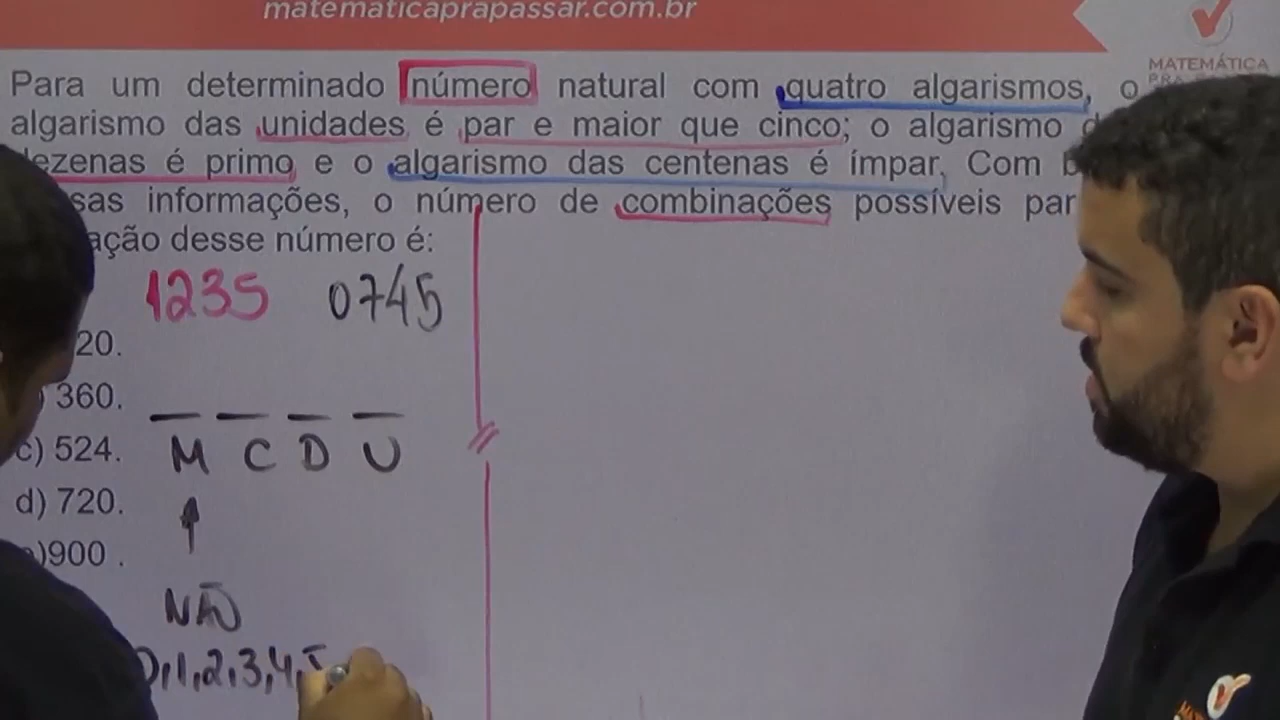 matematicaprapassar.com.br
MATEMÁTICA
Para um determinado número natural com quatro algarismos, o
algarismo das unidades é par e maior que cinco; o algarismo
ezenas é primo e o algarismo das centenas é ímpar. Com b
sas informações, o número de combinações possíveis par
ação desse número é:
1235 0745
20.
360.
c) 524.
M C D U
d) 720.
)900 .
NÃO
0,1,2,3,4,5